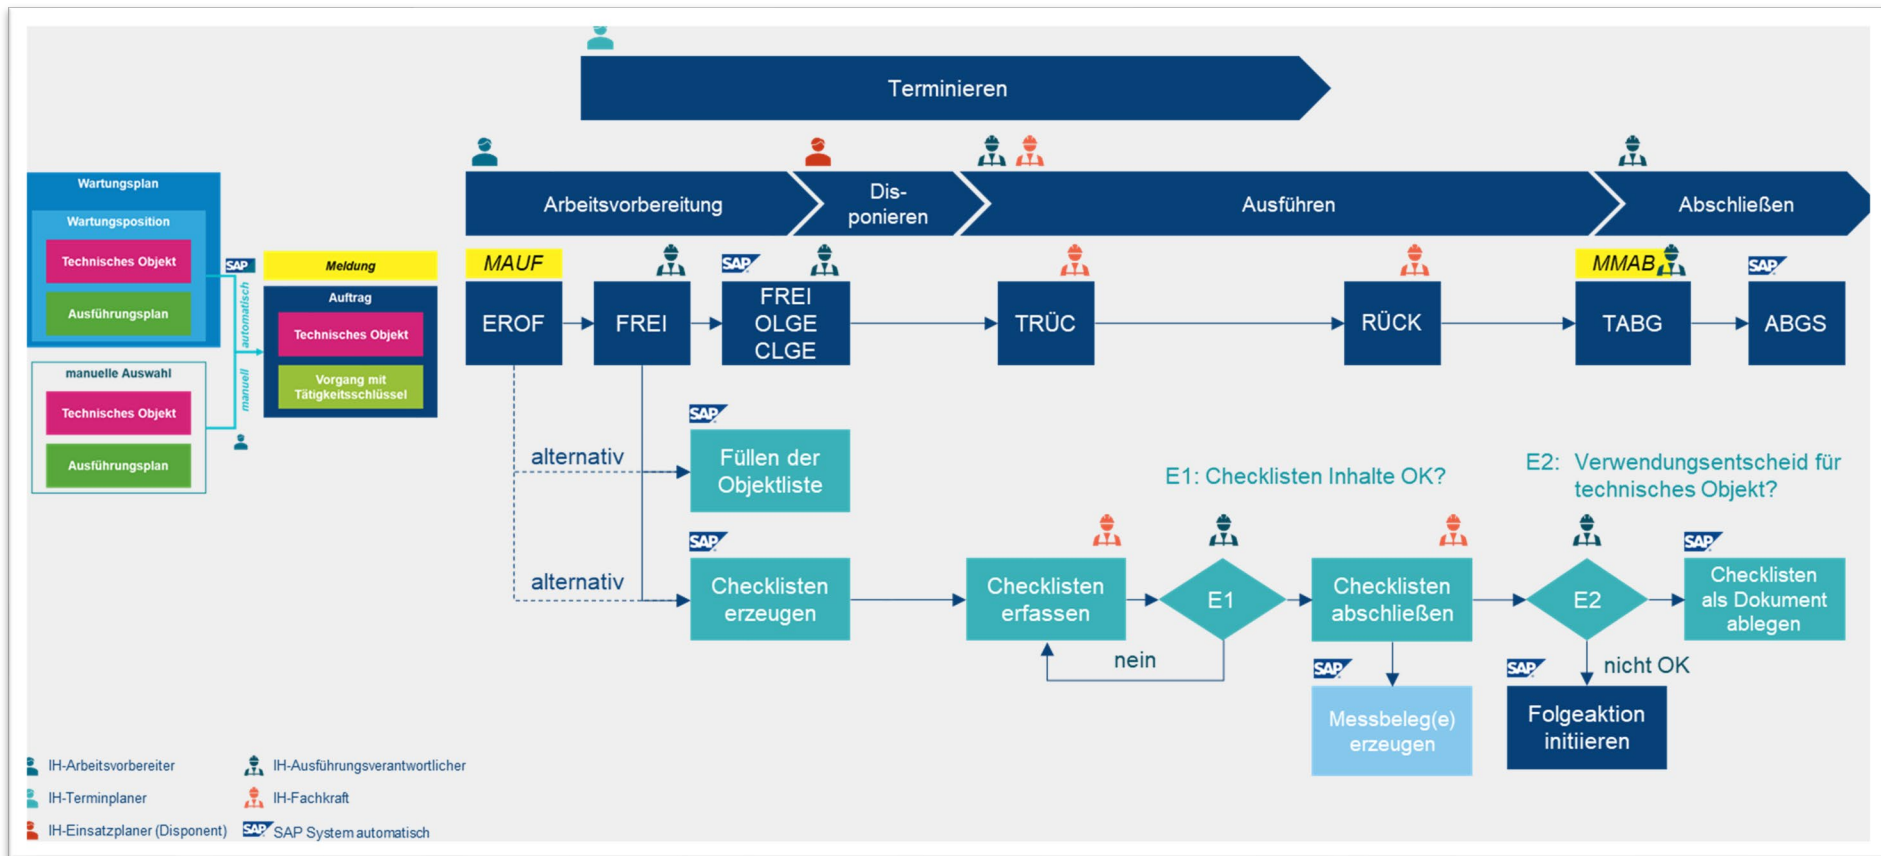 Terminieren
Arbeitsvorbereitung
Dis-
ponieren
Ausführen
Abschließen
Wartungsplan
Wartungsposition
Technisches Objekt
Ausführungsplan
SAP
automatisch
manuell
manuelle Auswahl
Technisches Objekt
Ausführungsplan
Meldung
Auftrag
Technisches Objekt
Vorgang mit
Tätigkeitsschlüssel
MAUF
EROF
FREI
SAP
FREI
OLGE
CLGE
TRÜC
RÜCK
MMAB
TABG
SAP
ABGS
alternativ
SAP
Füllen der
Objektliste
E1: Checklisten Inhalte OK?
E2: Verwendungsentscheid für
technisches Objekt?
alternativ
SAP
Checklisten
erzeugen
Checklisten
erfassen
E1
nein
Checklisten
abschließen
E2
SAP
Checklisten
als Dokument
ablegen
SAP
Messbeleg(e)
erzeugen
SAP
nicht OK
Folgeaktion
initiieren
IH-Arbeitsvorbereiter
IH-Ausführungsverantwortlicher
IH-Terminplaner
IH-Fachkraft
IH-Einsatzplaner (Disponent)
SAP SAP System automatisch